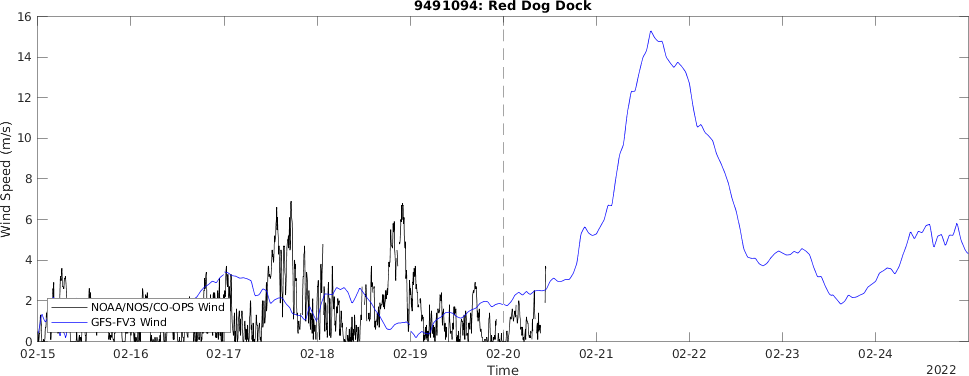 9491094: Red Dog Dock
16
14
12
10
8
6
4
2
0
Wind Speed (m/s)
NOAA/NOS/CO-OPS Wind
GFS-FV3 Wind
02-15 02-16 02-17 02-18 02-19 02-20 02-21 02-22 02-23 02-24
Time
2022